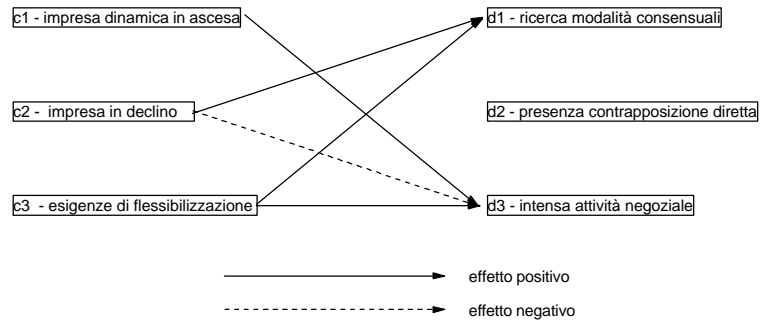 c1 - impresa dinamica in ascesa
d1 - ricerca modalità consensuali
c2 - impresa in declino
d2 - presenza contrapposizione diretta
c3 - esigenze di flessibilizzazione
d3 - intensa attività negoziale
effetto positivo
effetto negativo